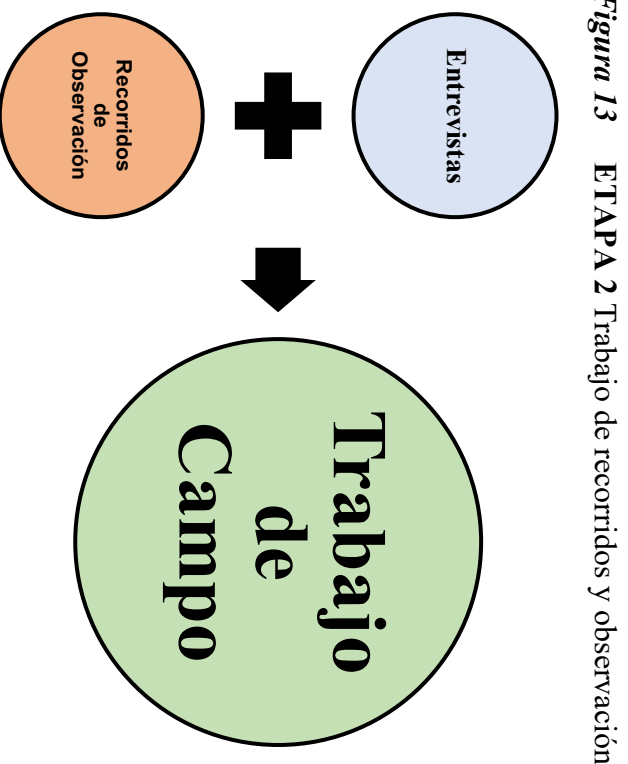 Figura 13 ETAPA 2 Trabajo de recorridos y observación
Entrevistas
Recorridos
de
Observación
Trabajo
de
Campo